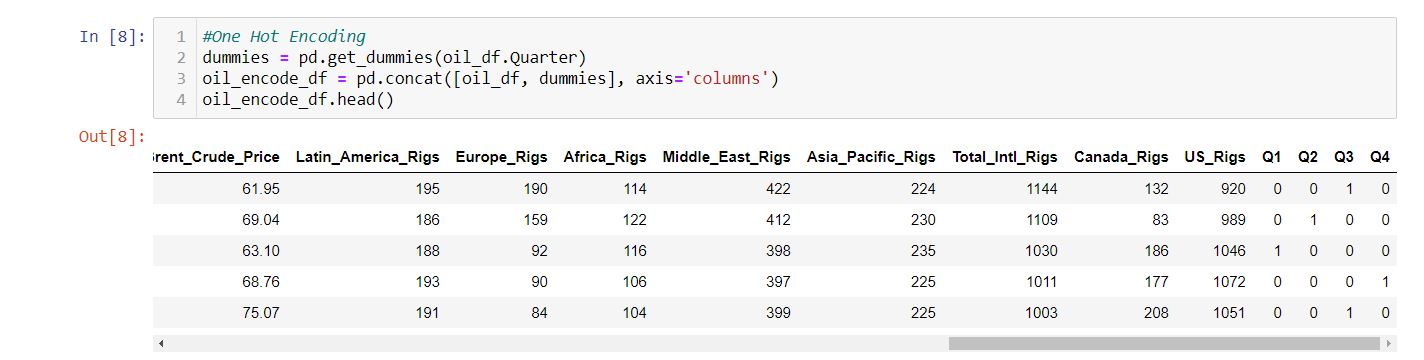 In [8]:
1 #One Hot Encoding
2 dummies = pd.get_dummies(oil_df.Quarter)
3 oil_encode_df = pd.concat([oil_df, dummies], axis='columns')
4 oil_encode_df.head()
Out[8]:
rent_Crude_Price Latin_America_Rigs Europe_Rigs Africa_Rigs Middle_East_Rigs Asia_Pacific_Rigs Total_Intl_Rigs Canada_Rigs US_Rigs Q1 Q2 Q3 Q4
61.95 195 190 114 422 224 1144 132 920 0 0 1 0
69.04 186 159 122 412 230 1109 83 989 0 1 0 0
63.10 188 92 116 398 235 1030 186 1046 1 0 0 0
68.76 193 90 106 397 225 1011 177 1072 0 0 0 1
75.07 191 84 104 399 225 1003 208 1051 0 0 1 0